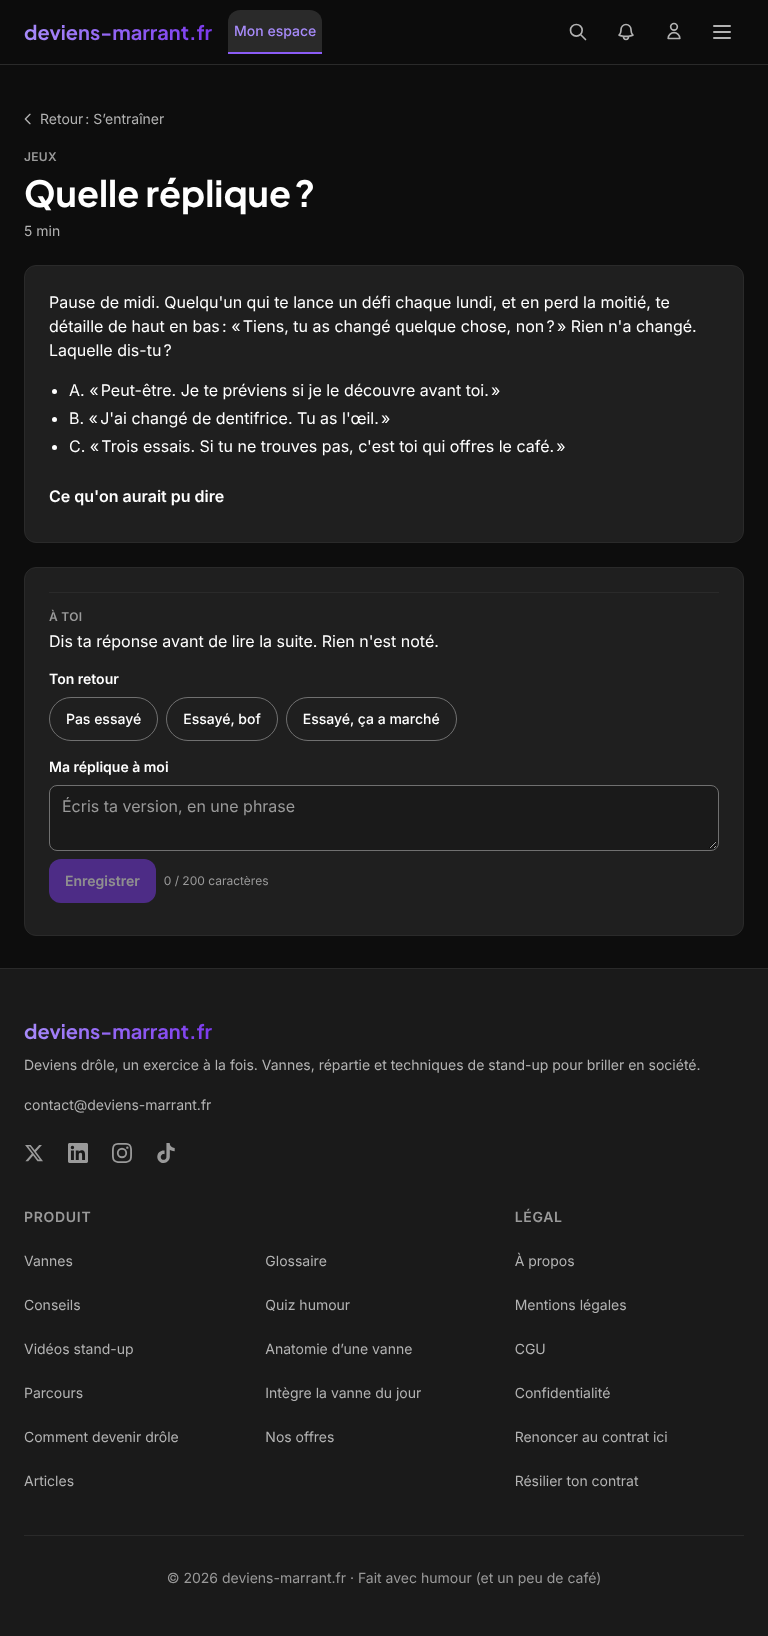 deviens-marrant.fr
Mon espace
Retour : S’entraîner
JEUX
Quelle réplique ?
5 min
Pause de midi. Quelqu'un qui te lance un défi chaque lundi, et en perd la moitié, te
détaille de haut en bas : « Tiens, tu as changé quelque chose, non ? » Rien n'a changé.
Laquelle dis-tu ?
• A. « Peut-être. Je te préviens si je le découvre avant toi. »
• B. « J'ai changé de dentifrice. Tu as l'œil. »
• C. « Trois essais. Si tu ne trouves pas, c'est toi qui offres le café. »
Ce qu'on aurait pu dire
À TOI
Dis ta réponse avant de lire la suite. Rien n'est noté.
Ton retour
Pas essayé
Essayé, bof
Essayé, ça a marché
Ma réplique à moi
Écris ta version, en une phrase
Enregistrer
0 / 200 caractères
deviens-marrant.fr
Deviens drôle, un exercice à la fois. Vannes, répartie et techniques de stand-up pour briller en société.
contact@deviens-marrant.fr
PRODUIT
Vannes
Conseils
Vidéos stand-up
Parcours
Comment devenir drôle
Articles
Glossaire
Quiz humour
Anatomie d’une vanne
Intègre la vanne du jour
Nos offres
LÉGAL
À propos
Mentions légales
CGU
Confidentialité
Renoncer au contrat ici
Résilier ton contrat
© 2026 deviens-marrant.fr · Fait avec humour (et un peu de café)